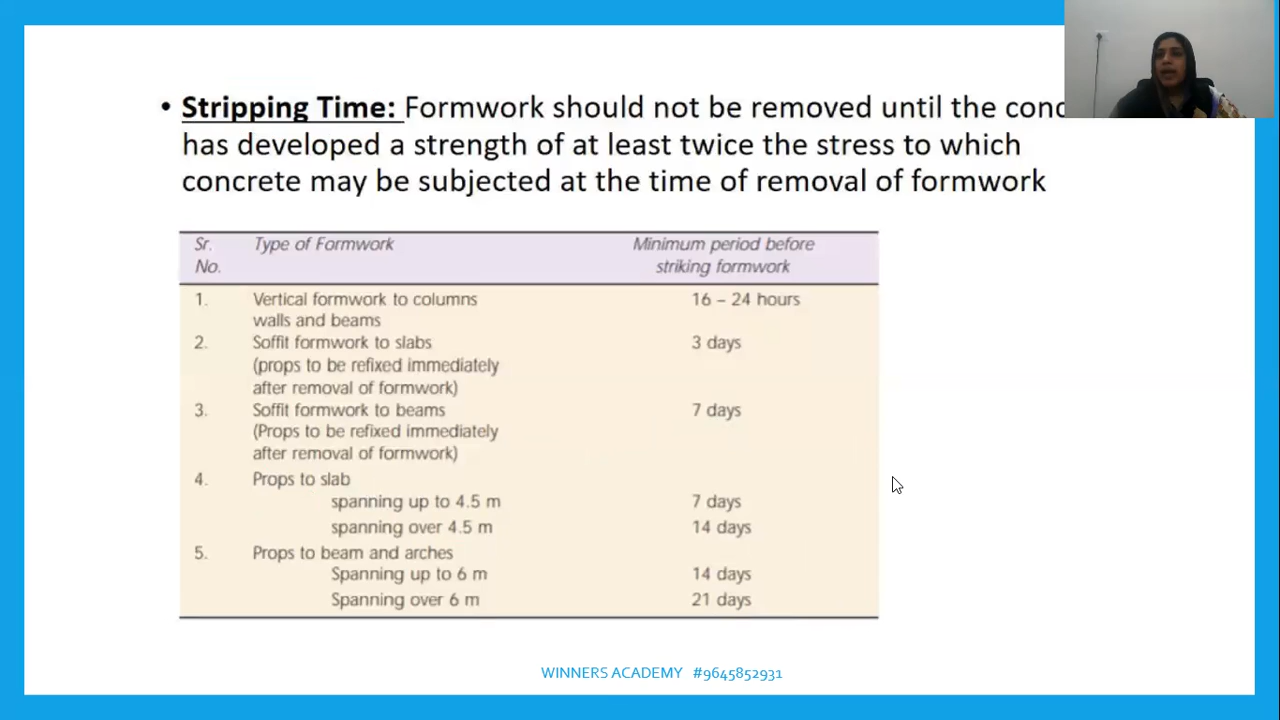 • Stripping Time: Formwork should not be removed until the conc
has developed a strength of at least twice the stress to which
concrete may be subjected at the time of removal of formwork
Sr. No. Type of Formwork Minimum period before striking formwork
1. Vertical formwork to columns 16 – 24 hours
walls and beams
2. Soffit formwork to slabs 3 days
(props to be refixed immediately
after removal of formwork)
3. Soffit formwork to beams 7 days
(Props to be refixed immediately
after removal of formwork)
4. Props to slab
spanning up to 4.5 m 7 days
spanning over 4.5 m 14 days
5. Props to beam and arches
Spanning up to 6 m 14 days
Spanning over 6 m 21 days
WINNERS ACADEMY #9645852931